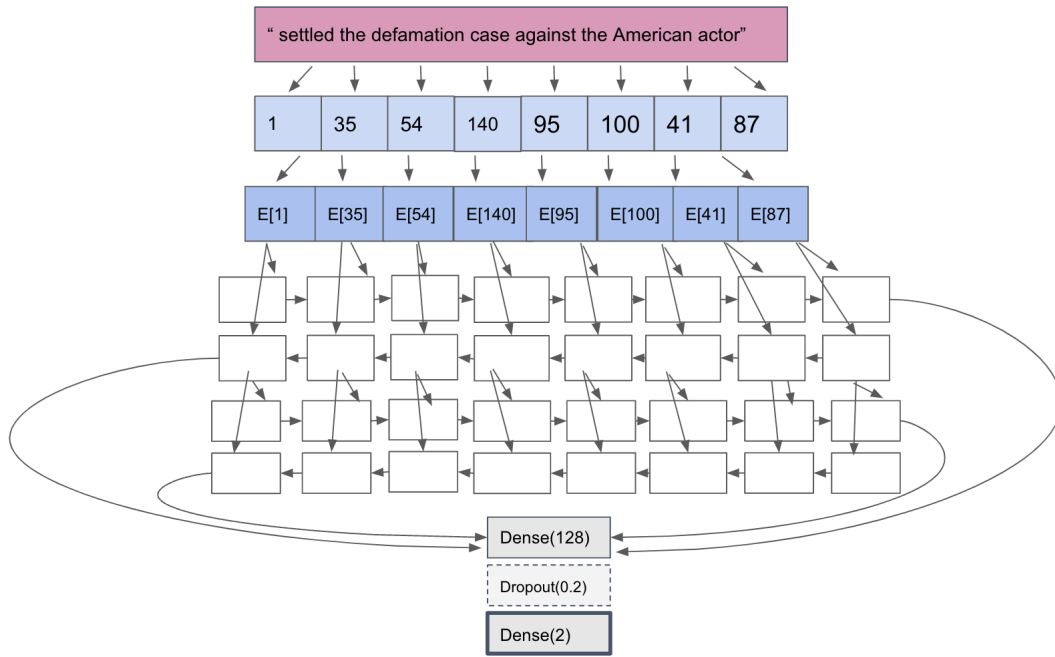 “ settled the defamation case against the American actor”
1 35 54 140 95 100 41 87
E[1] E[35] E[54] E[140] E[95] E[100] E[41] E[87]
Dense(128)
Dropout(0.2)
Dense(2)